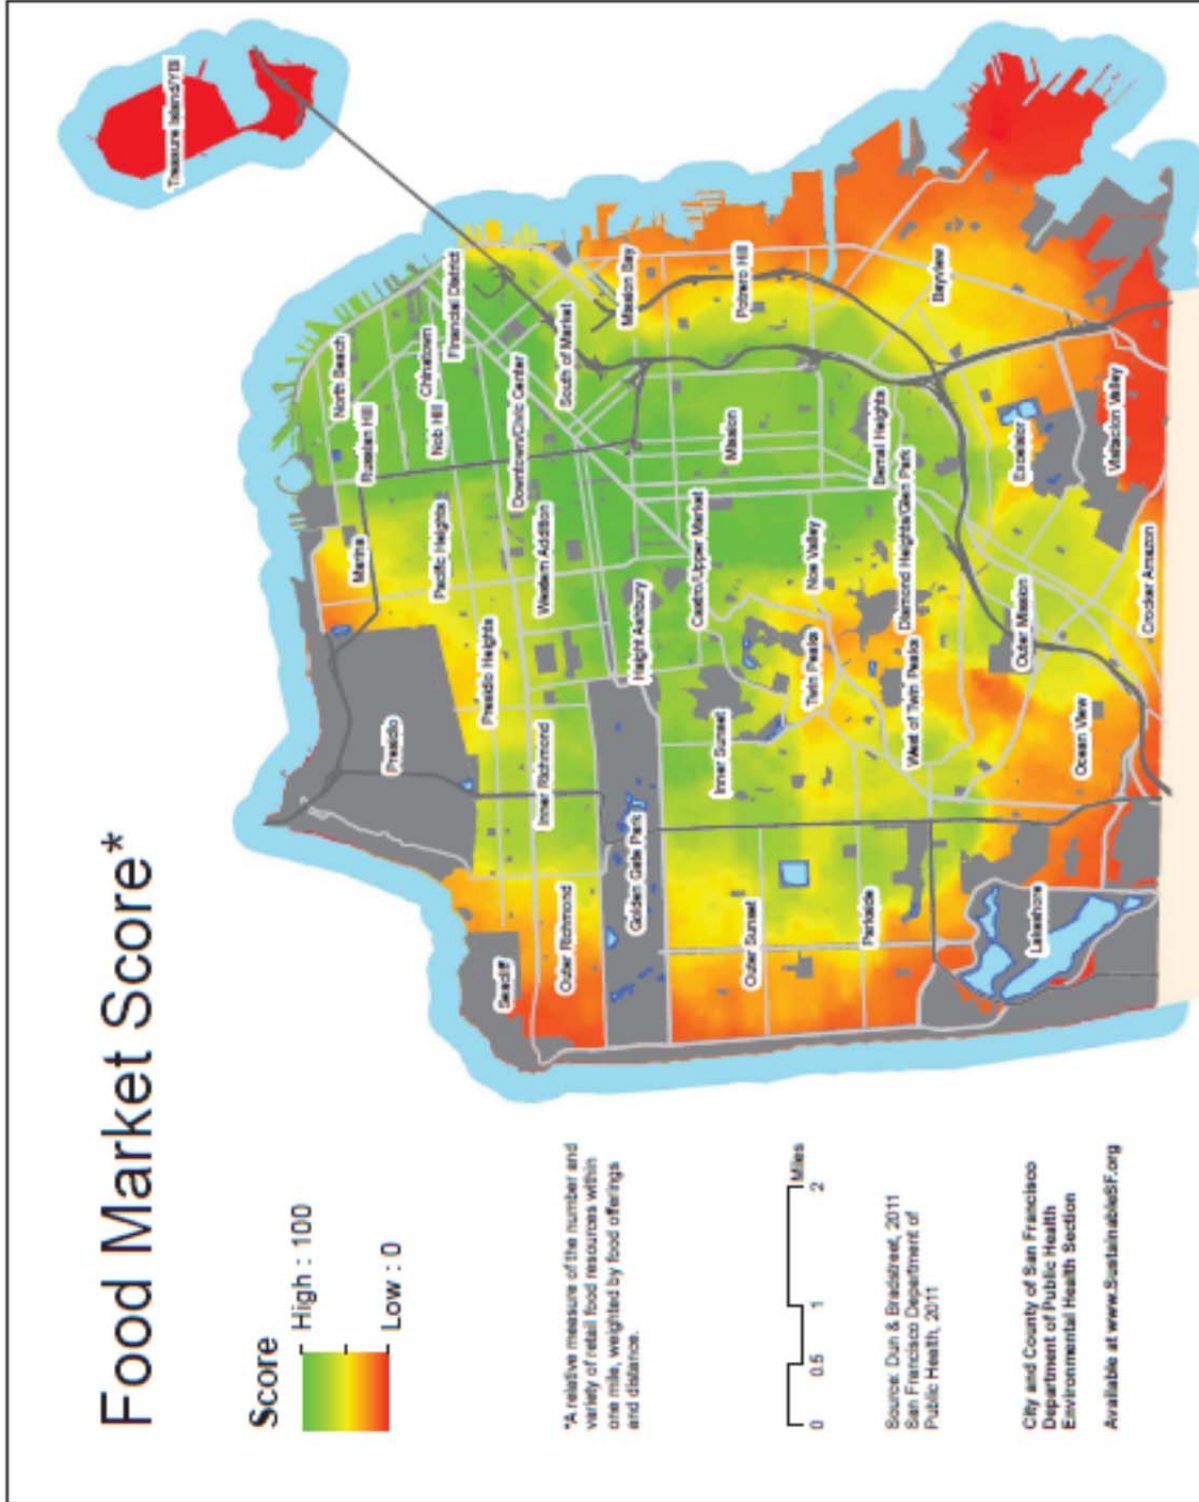 Food Market Score*
Score
High : 100
Low : 0
*A relative measure of the number and
variety of retail food resources within
one mile, weighted by food offerings
and distance.
0 0.5 1 2
Miles
Source: Dun & Bradstreet, 2011
San Francisco Department of
Public Health, 2011
City and County of San Francisco
Department of Public Health
Environmental Health Section
Available at www.SustainableSF.org
Treasure Island/YBI
North Beach
Russian Hill
Marina
Chinatown
Financial District
Nob Hill
Pacific Heights
Presidio
Presidio Heights
Downtown/Civic Center
South of Market
Western Addition
Inner Richmond
Outer Richmond
Seacliff
Mission Bay
Haight Ashbury
Golden Gate Park
Castro/Upper Market
Mission
Potrero Hill
Inner Sunset
Outer Sunset
Noe Valley
Twin Peaks
Parkside
Bernal Heights
Diamond Heights/Glen Park
West of Twin Peaks
Bayview
Excelsior
Outer Mission
Lakeshore
Ocean View
Visitacion Valley
Crocker Amazon